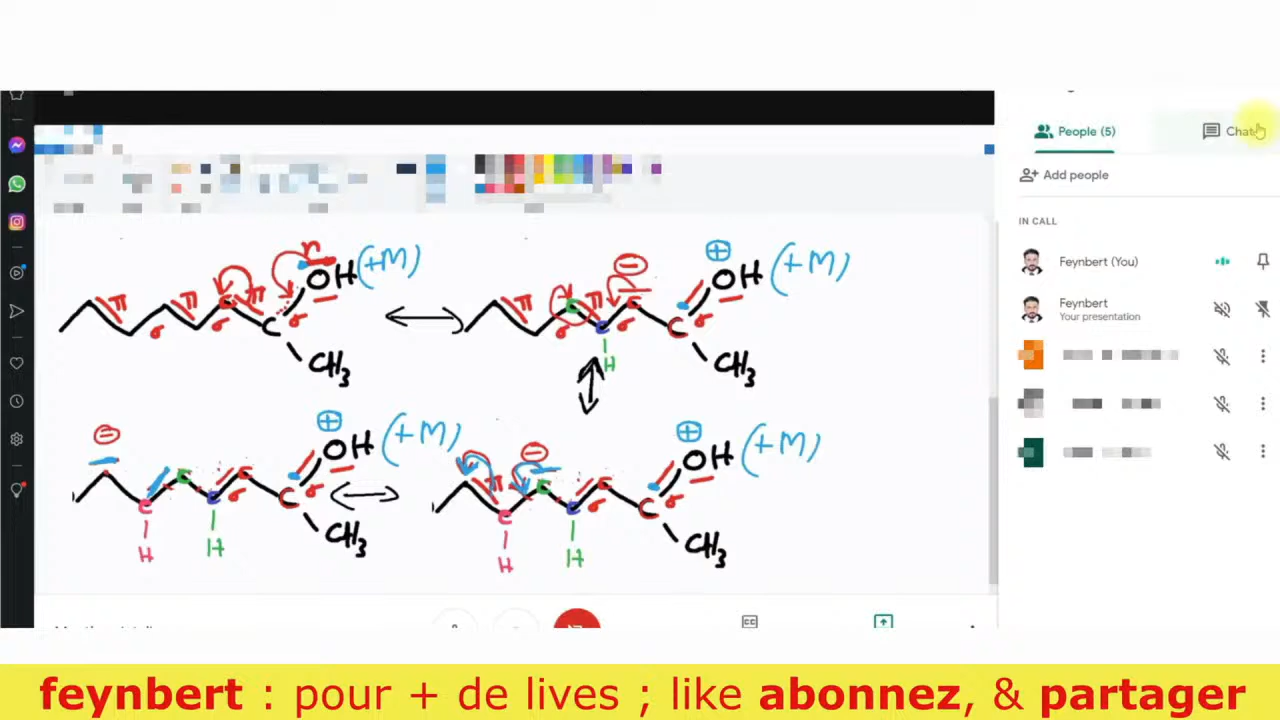 People (5)
Chat
Add people
IN CALL
Feynbert (You)
Feynbert
Your presentation
n
OH (+M)
π π π
σ σ C σ
CH3
⊖ ⊕
OH (+M)
π π
σ σ C σ
H
CH3
⊖ ⊕
OH (+M)
C σ C σ
H H
CH3
⊖ ⊕
OH (+M)
π
C σ C σ
H H
CH3
CC
feynbert : pour + de lives ; like abonnez, & partager